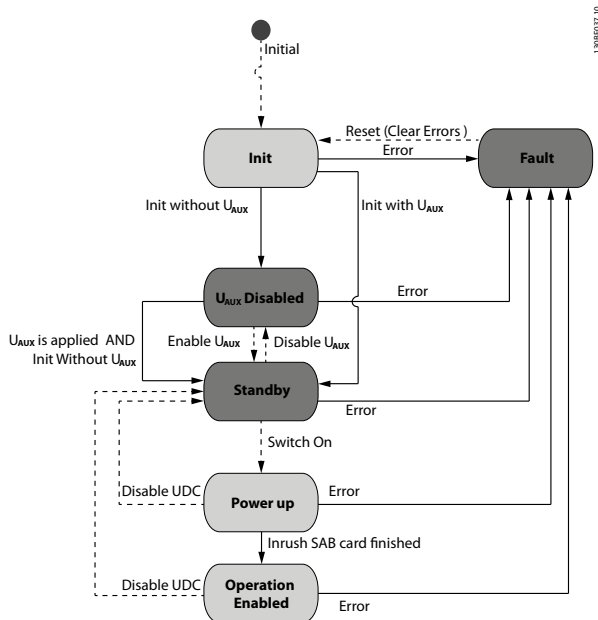 130BE037.10
Initial
Reset (Clear Errors )
Init
Error
Fault
Init without UAUX
Init with UAUX
UAUX Disabled
Error
UAUX is applied AND
Init Without UAUX
Enable UAUX
Disable UAUX
Standby
Error
Switch On
Disable UDC
Power up
Error
Inrush SAB card finished
Disable UDC
Operation
Enabled
Error